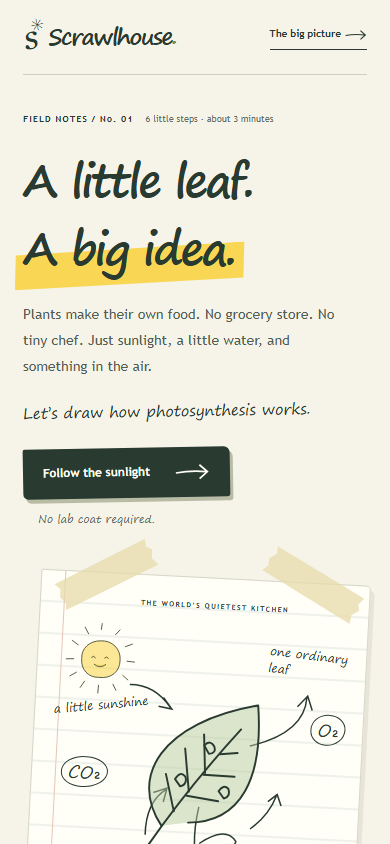 S Scrawlhouse.
The big picture
FIELD NOTES / No. 01 6 little steps · about 3 minutes
A little leaf.
A big idea.
Plants make their own food. No grocery store. No
tiny chef. Just sunlight, a little water, and
something in the air.
Let's draw how photosynthesis works.
Follow the sunlight
No lab coat required.
THE WORLD'S QUIETEST KITCHEN
one ordinary
leaf
a little sunshine
O₂
CO₂